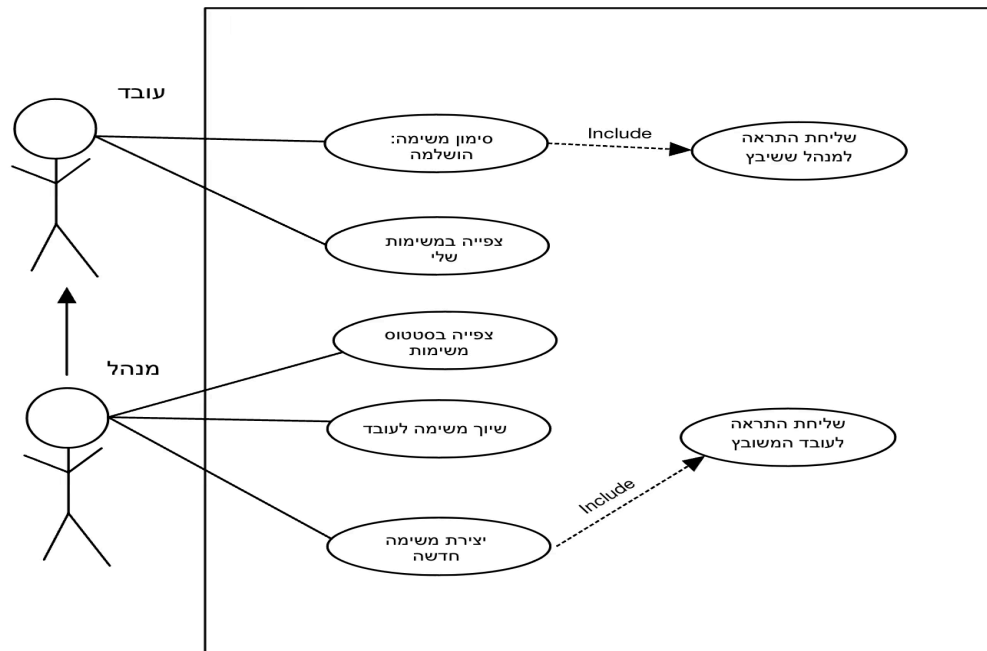 עובד
סימון משימה:
הושלמה
Include
שליחת התראה
למנהל ששיבץ
צפייה במשימות
שלי
צפייה בסטטוס
משימות
מנהל
שיוך משימה לעובד
שליחת התראה
לעובד המשובץ
Include
יצירת משימה
חדשה